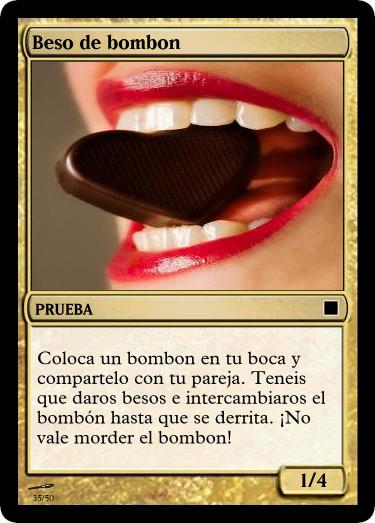 Beso de bombon
PRUEBA
Coloca un bombon en tu boca y
compartelo con tu pareja. Teneis
que daros besos e intercambiaros el
bombón hasta que se derrita. ¡No
vale morder el bombon!
1/4
35/50